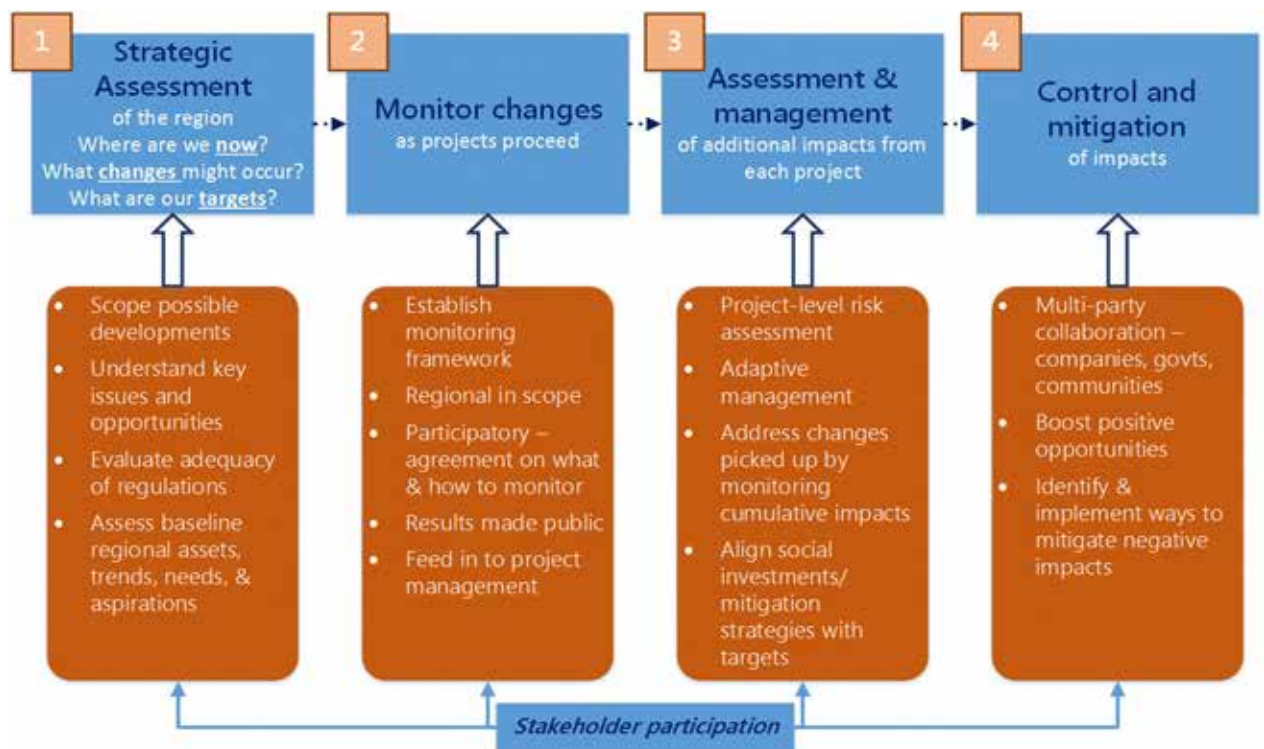 1
Strategic
Assessment
of the region
Where are we now?
What changes might occur?
What are our targets?
2
Monitor changes
as projects proceed
3
Assessment &
management
of additional impacts from
each project
4
Control and
mitigation
of impacts
• Scope possible
developments
• Understand key
issues and
opportunities
• Evaluate adequacy
of regulations
• Assess baseline
regional assets,
trends, needs, &
aspirations
• Establish
monitoring
framework
• Regional in scope
• Participatory –
agreement on what
& how to monitor
• Results made public
• Feed in to project
management
• Project-level risk
assessment
• Adaptive
management
• Address changes
picked up by
monitoring
cumulative impacts
• Align social
investments/
mitigation
strategies with
targets
• Multi-party
collaboration –
companies, govts,
communities
• Boost positive
opportunities
• Identify &
implement ways to
mitigate negative
impacts
Stakeholder participation